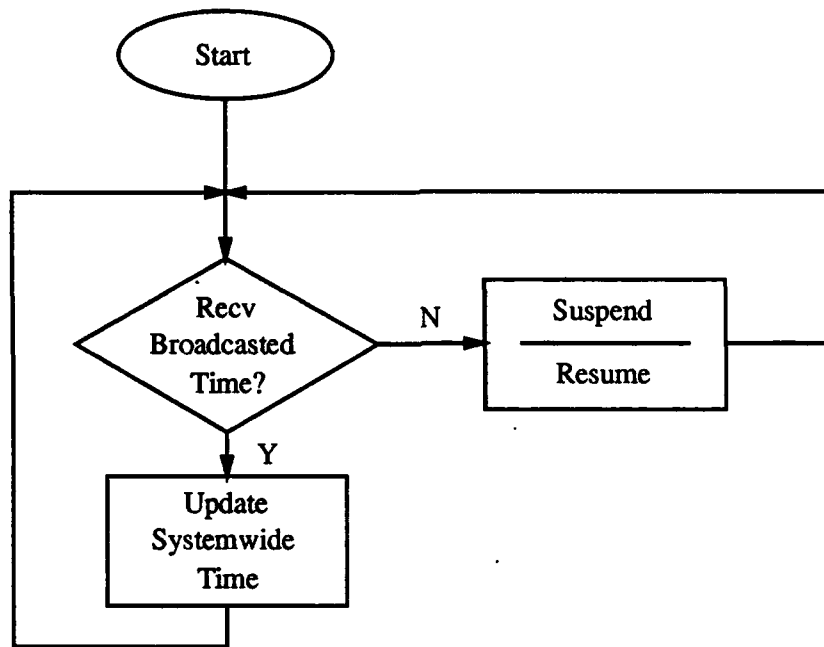 Start
Recv
Broadcasted
Time?
N
Suspend
Resume
Y
Update
Systemwide
Time